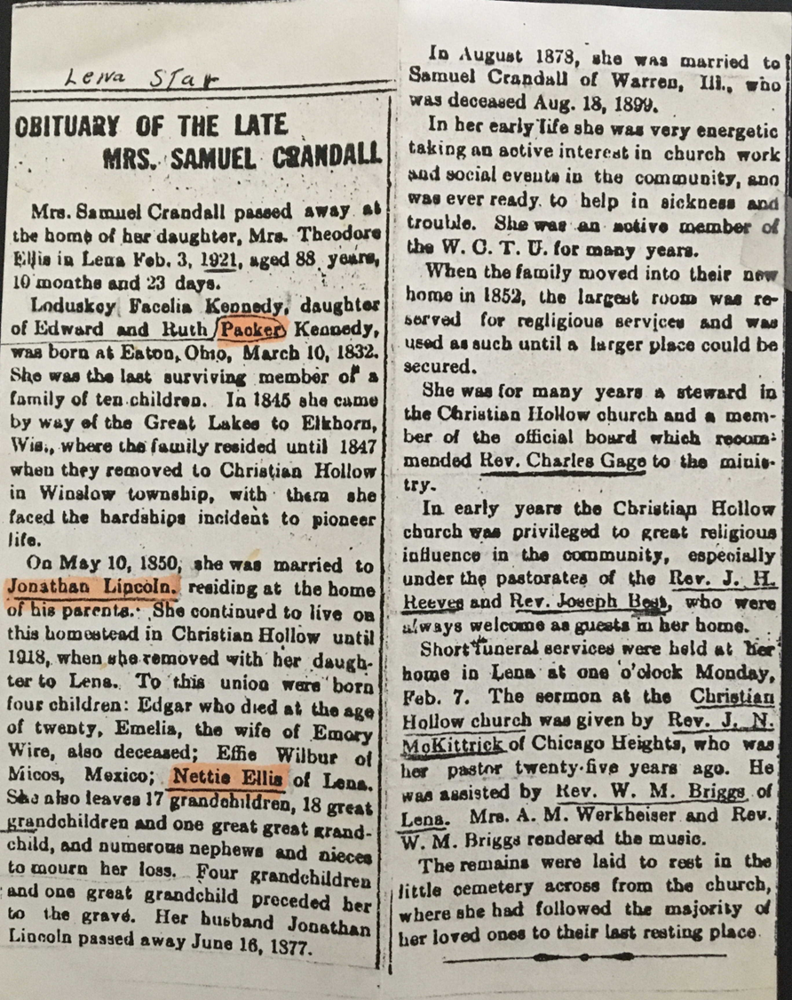 Lena Star
OBITUARY OF THE LATE
MRS. SAMUEL CRANDALL
Mrs. Samuel Crandall passed away at
the home of her daughter, Mrs. Theodore
Ellis in Lena Feb. 3, 1921, aged 88 years,
10 months and 23 days.
Loduskey Facelia Kennedy, daughter
of Edward and Ruth Packer Kennedy,
was born at Eaton, Ohio, March 10, 1832.
She was the last surviving member of a
family of ten children. In 1845 she came
by way of the Great Lakes to Elkhorn,
Wis., where the family resided until 1847
when they removed to Christian Hollow
in Winslow township, with them she
faced the hardships incident to pioneer
life.
On May 10, 1850, she was married to
Jonathan Lincoln, residing at the home
of his parents. She continued to live on
this homestead in Christian Hollow until
1918, when she removed with her daugh-
ter to Lena. To this union were born
four children: Edgar who died at the age
of twenty, Emelia, the wife of Emory
Wire, also deceased; Effie Wilbur of
Micos, Mexico; Nettie Ellis of Lena.
She also leaves 17 grandchildren, 18 great
grandchildren and one great great grand-
child, and numerous nephews and nieces
to mourn her loss. Four grandchildren
and one great grandchild preceded her
to the grave. Her husband Jonathan
Lincoln passed away June 16, 1877.
In August 1878, she was married to
Samuel Crandall of Warren, Ill., who
was deceased Aug. 18, 1899.
In her early life she was very energetic
taking an active interest in church work
and social events in the community, and
was ever ready to help in sickness and
trouble. She was an active member of
the W. C. T. U. for many years.
When the family moved into their new
home in 1852, the largest room was re-
served for regligious services and was
used as such until a larger place could be
secured.
She was for many years a steward in
the Christian Hollow church and a mem-
ber of the official board which recom-
mended Rev. Charles Gage to the minis-
try.
In early years the Christian Hollow
church was privileged to great religious
influence in the community, especially
under the pastorates of the Rev. J. H.
Reeves and Rev. Joseph Best, who were
always welcome as guests in her home.
Short funeral services were held at her
home in Lena at one o'clock Monday,
Feb. 7. The sermon at the Christian
Hollow church was given by Rev. J. N.
McKittrick of Chicago Heights, who was
her pastor twenty-five years ago. He
was assisted by Rev. W. M. Briggs of
Lena. Mrs. A. M. Werkheiser and Rev.
W. M. Briggs rendered the music.
The remains were laid to rest in the
little cemetery across from the church,
where she had followed the majority of
her loved ones to their last resting place.